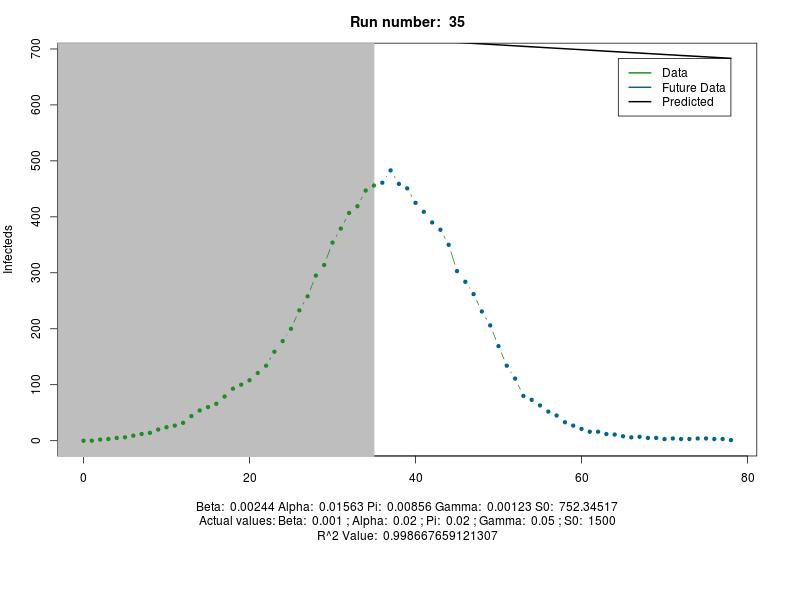 Run number: 35
700
600
500
400
300
200
100
0
Infecteds
Data
Future Data
Predicted
0 20 40 60 80
Beta: 0.00244 Alpha: 0.01563 Pi: 0.00856 Gamma: 0.00123 S0: 752.34517
Actual values: Beta: 0.001 ; Alpha: 0.02 ; Pi: 0.02 ; Gamma: 0.05 ; S0: 1500
R^2 Value: 0.998667659121307